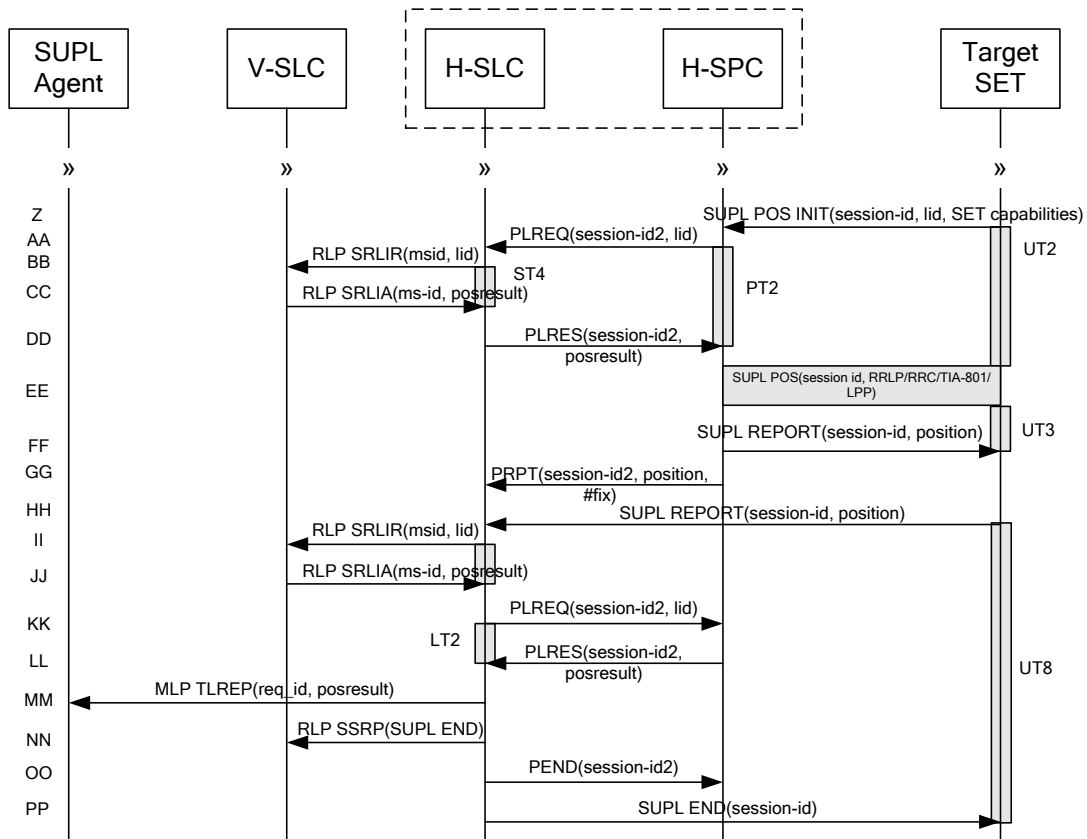 SUPL
Agent
V-SLC
H-SLC
H-SPC
Target
SET
» » » » »
Z
SUPL POS INIT(session-id, lid, SET capabilities)
AA
PLREQ(session-id2, lid)
UT2
BB
RLP SRLIR(msid, lid)
ST4
CC
RLP SRLIA(ms-id, posresult)
PT2
DD
PLRES(session-id2,
posresult)
EE
SUPL POS(session id, RRLP/RRC/TIA-801/
LPP)
FF
SUPL REPORT(session-id, position)
UT3
GG
PRPT(session-id2, position,
#fix)
HH
SUPL REPORT(session-id, position)
II
RLP SRLIR(msid, lid)
JJ
RLP SRLIA(ms-id, posresult)
KK
PLREQ(session-id2, lid)
LT2
LL
PLRES(session-id2,
posresult)
UT8
MM
MLP TLREP(req_id, posresult)
NN
RLP SSRP(SUPL END)
OO
PEND(session-id2)
PP
SUPL END(session-id)